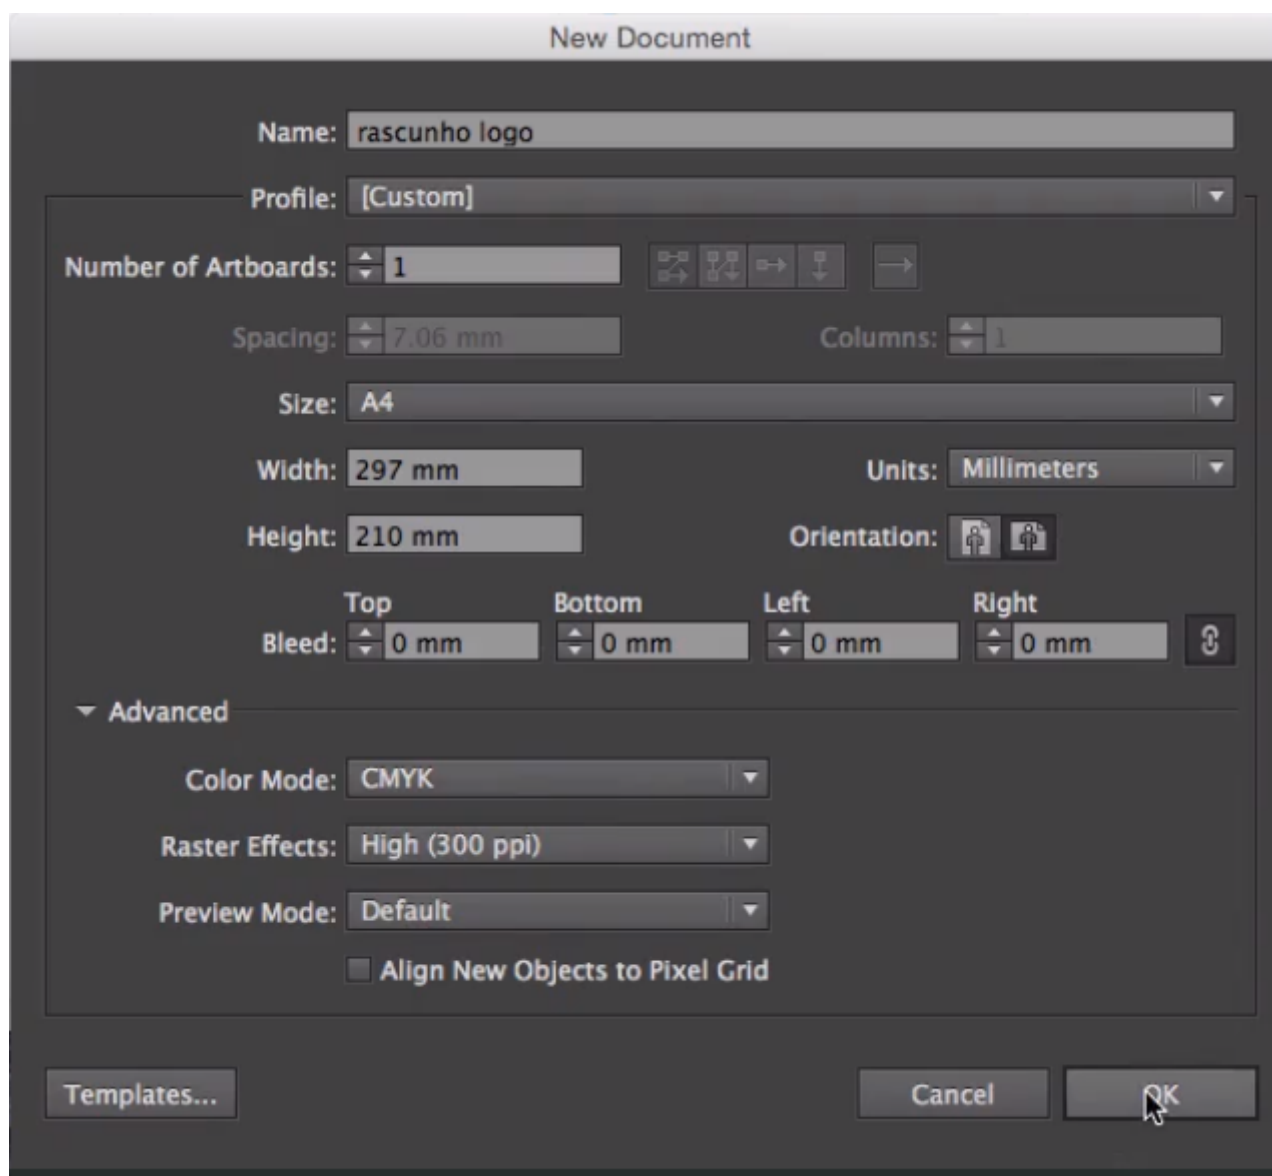 New Document
Name: rascunho logo
Profile: [Custom]
Number of Artboards: 1
Spacing: 7.06 mm Columns: 1
Size: A4
Width: 297 mm Units: Millimeters
Height: 210 mm Orientation:
Top Bottom Left Right
Bleed: 0 mm 0 mm 0 mm 0 mm
Advanced
Color Mode: CMYK
Raster Effects: High (300 ppi)
Preview Mode: Default
Align New Objects to Pixel Grid
Templates... Cancel OK